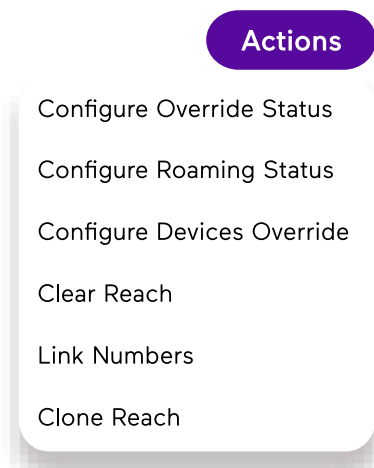 Actions
Configure Override Status
Configure Roaming Status
Configure Devices Override
Clear Reach
Link Numbers
Clone Reach